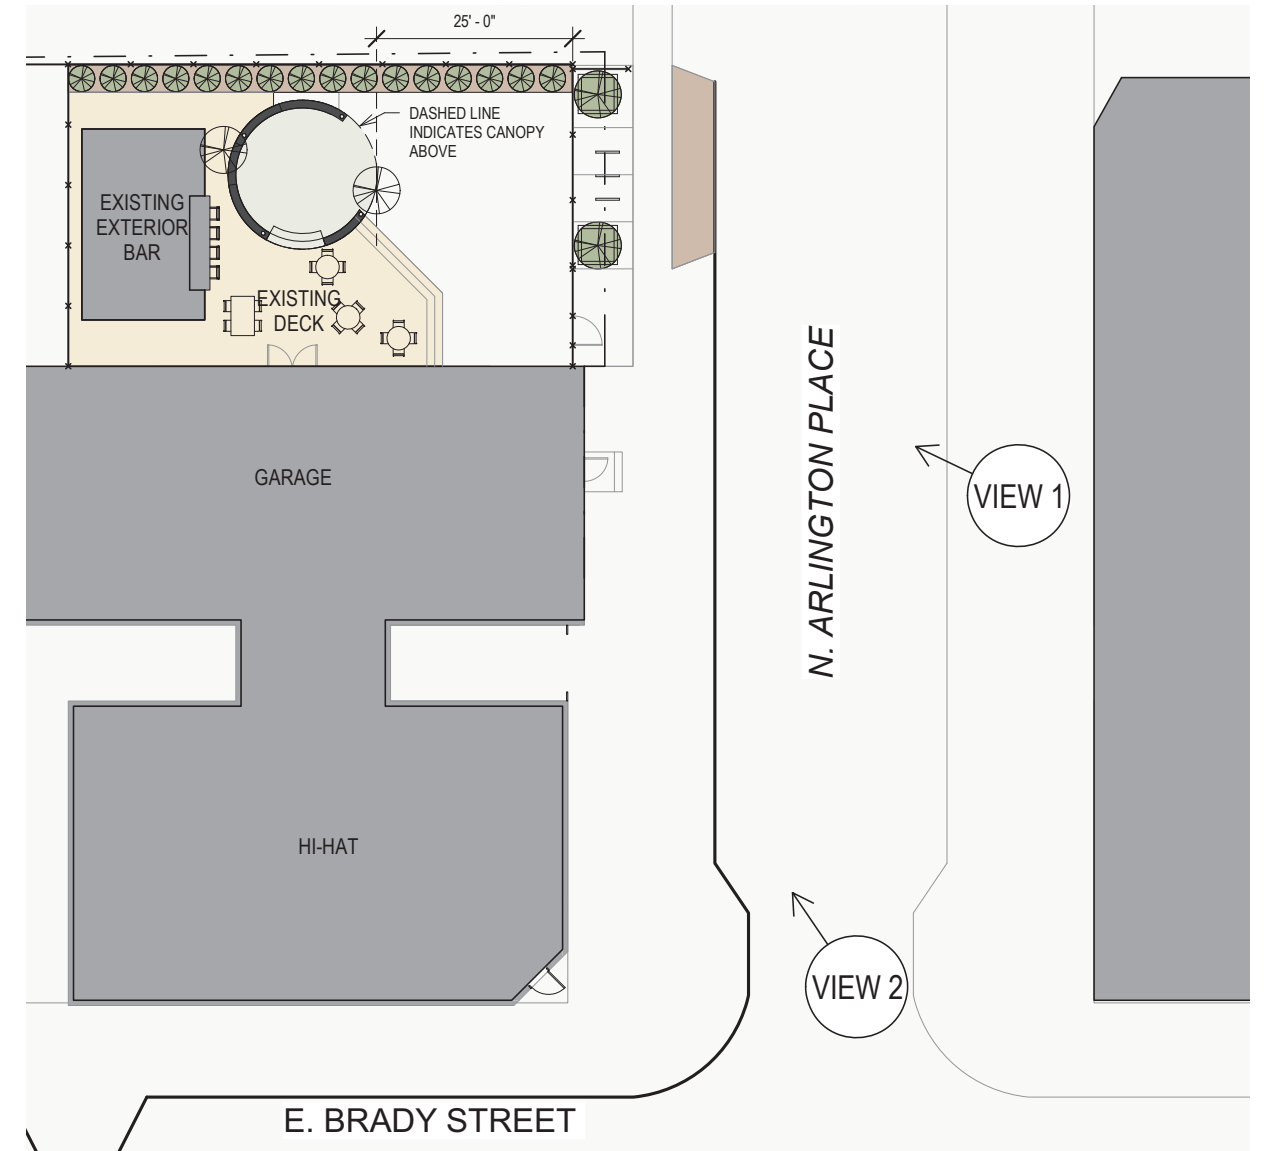 25' - 0"
DASHED LINE
INDICATES CANOPY
ABOVE
EXISTING
EXTERIOR
BAR
EXISTING
DECK
N. ARLINGTON PLACE
VIEW 1
GARAGE
HI-HAT
VIEW 2
E. BRADY STREET